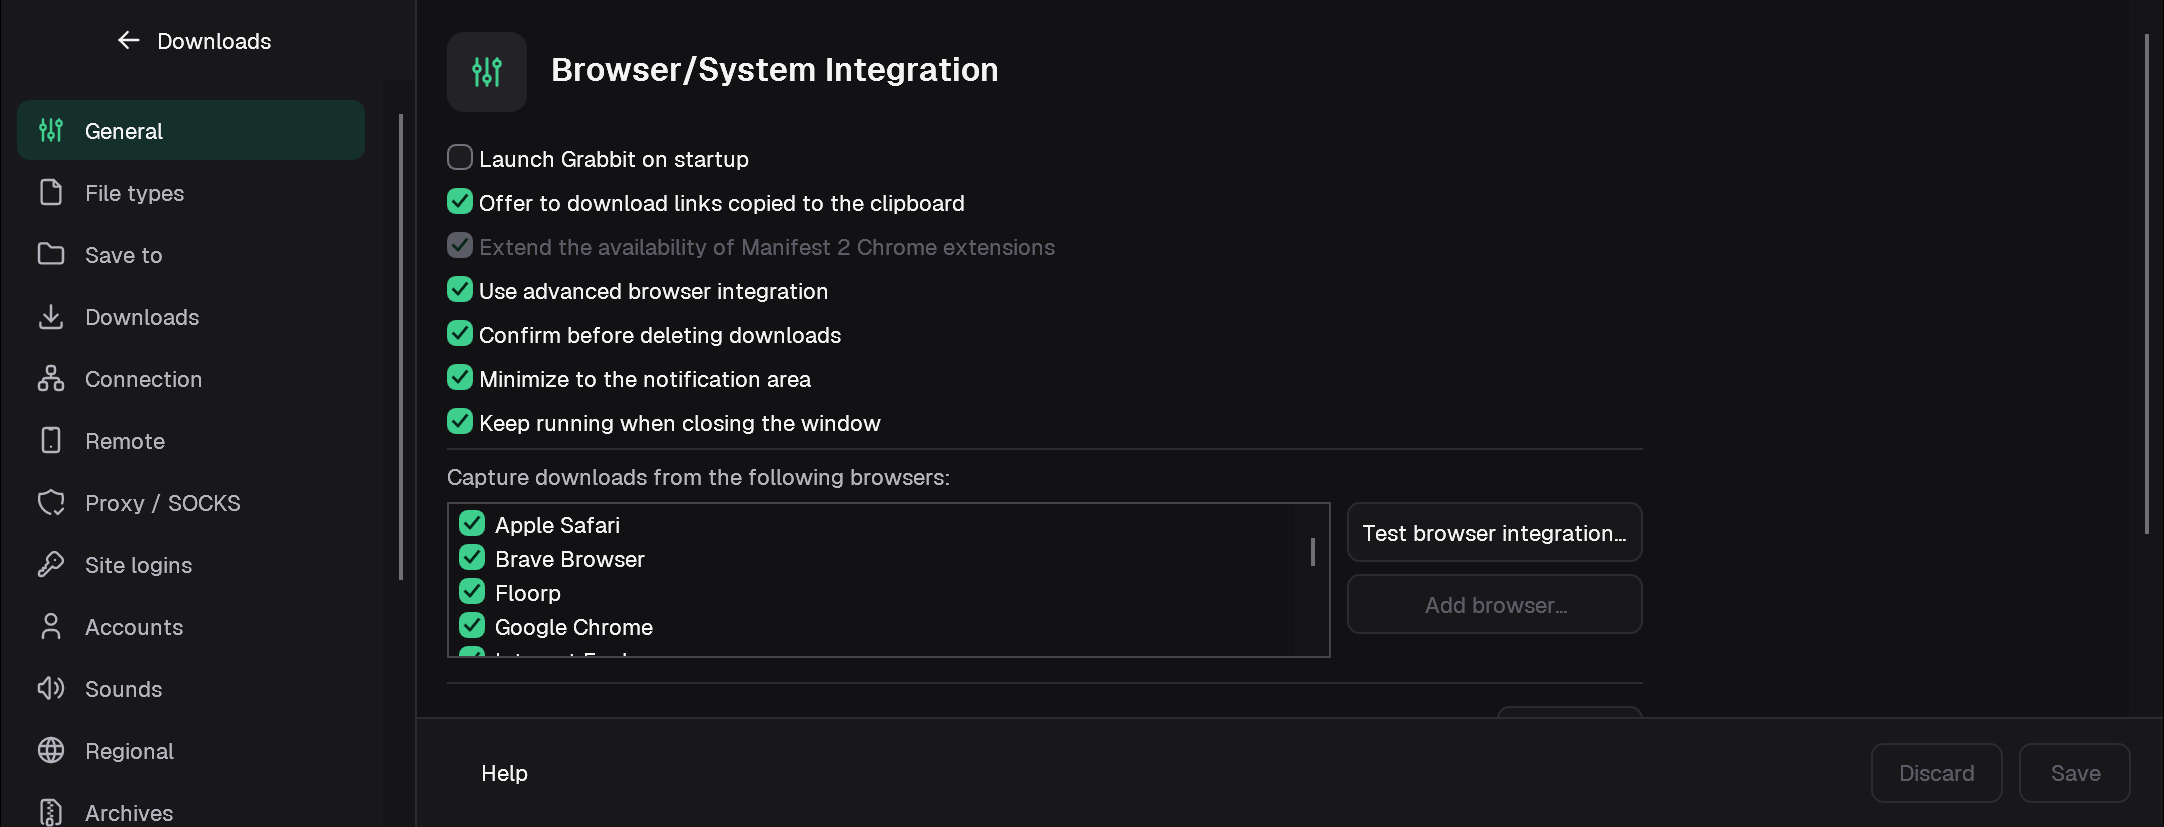 Downloads
General
File types
Save to
Downloads
Connection
Remote
Proxy / SOCKS
Site logins
Accounts
Sounds
Regional
Archives
Browser/System Integration
Launch Grabbit on startup
Offer to download links copied to the clipboard
Extend the availability of Manifest 2 Chrome extensions
Use advanced browser integration
Confirm before deleting downloads
Minimize to the notification area
Keep running when closing the window
Capture downloads from the following browsers:
Apple Safari
Brave Browser
Floorp
Google Chrome
Test browser integration...
Add browser...
Help
Discard
Save